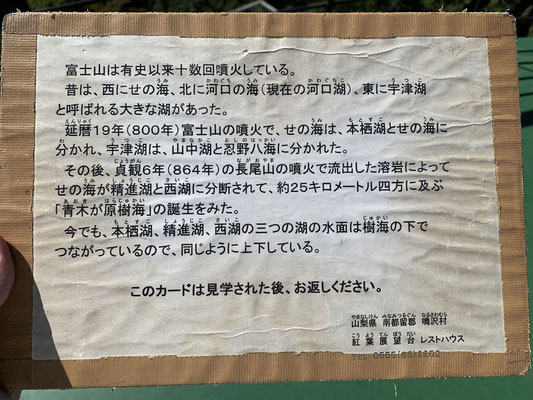 富士山は有史以来十数回噴火している。
昔は、西にせの海、北に河口の海(現在の河口湖)、東に宇津湖
と呼ばれる大きな湖があった。
延暦19年(800年)富士山の噴火で、せの海は、本栖湖とせの海に
分かれ、宇津湖は、山中湖と忍野八海に分かれた。
その後、貞観6年(864年)の長尾山の噴火で流出した溶岩によって
せの海が精進湖と西湖に分断されて、約25キロメートル四方に及ぶ
「青木が原樹海」の誕生をみた。
今でも、本栖湖、精進湖、西湖の三つの湖の水面は樹海の下で
つながっているので、同じように上下している。
このカードは見学された後、お返しください。
山梨県 南都留郡 鳴沢村
紅葉展望台 レストハウス